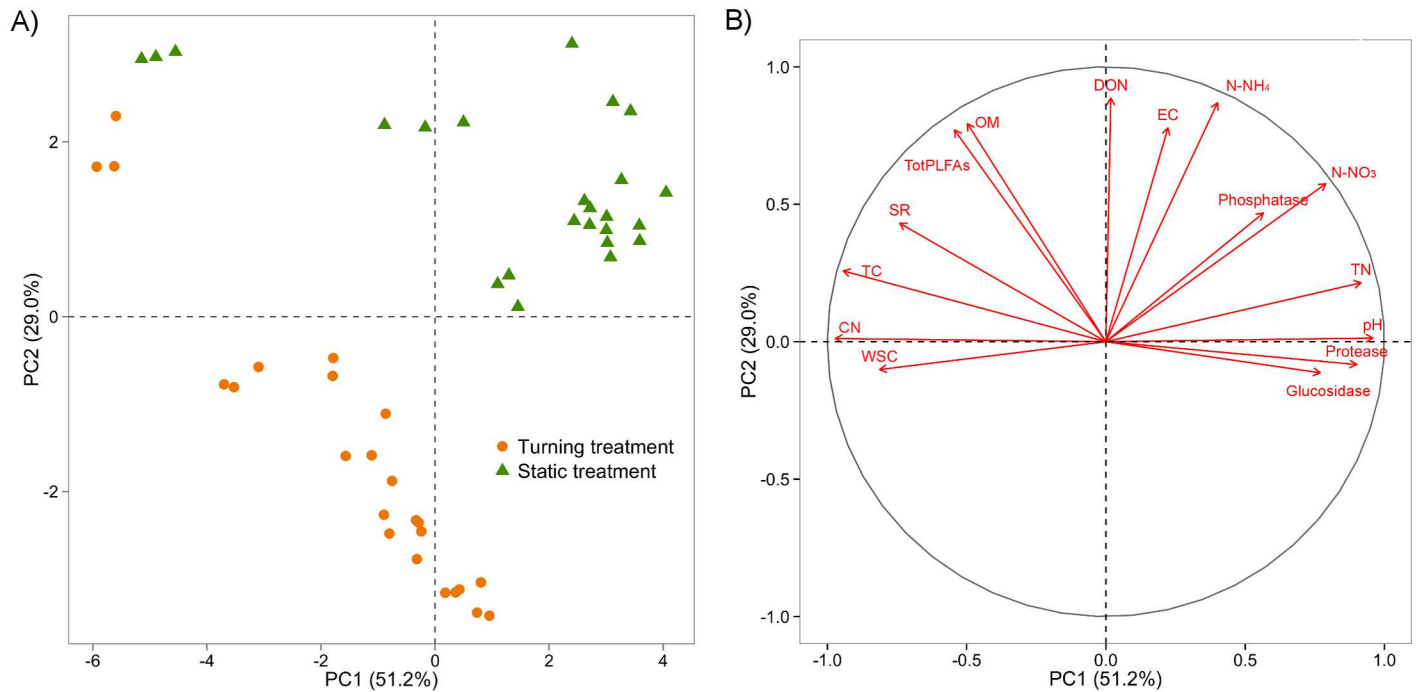 A)
B)
2
0
-2
-6
-4
-2
0
2
4
PC1 (51.2%)
PC2 (29.0%)
Turning treatment
Static treatment
1.0
0.5
0.0
-0.5
-1.0
-1.0
-0.5
0.0
0.5
1.0
PC1 (51.2%)
PC2 (29.0%)
DON
N-NH₄
EC
OM
TotPLFAs
N-NO₃
Phosphatase
SR
TC
TN
CN
pH
WSC
Protease
Glucosidase